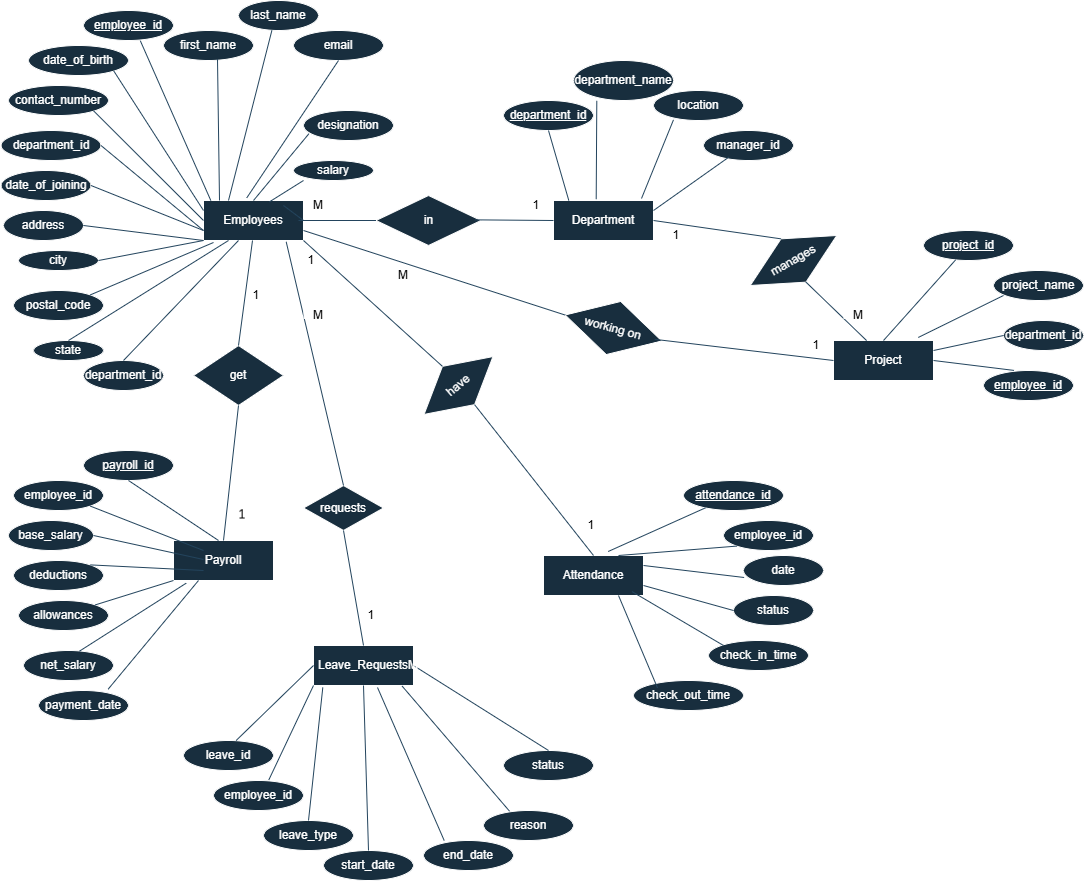 last_name
employee_id
first_name
email
date_of_birth
department_name
contact_number
location
department_id
designation
department_id
manager_id
salary
date_of_joining
M
1
address
Employees
in
Department
1
project_id
city
1
manages
M
project_name
1
postal_code
M
M
working on
1
department_id
state
Project
department_id
get
have
employee_id
payroll_id
employee_id
attendance_id
requests
1
1
base_salary
employee_id
Payroll
date
deductions
Attendance
allowances
1
status
net_salary
Leave_RequestsM
check_in_time
payment_date
check_out_time
leave_id
status
employee_id
leave_type
reason
start_date
end_date